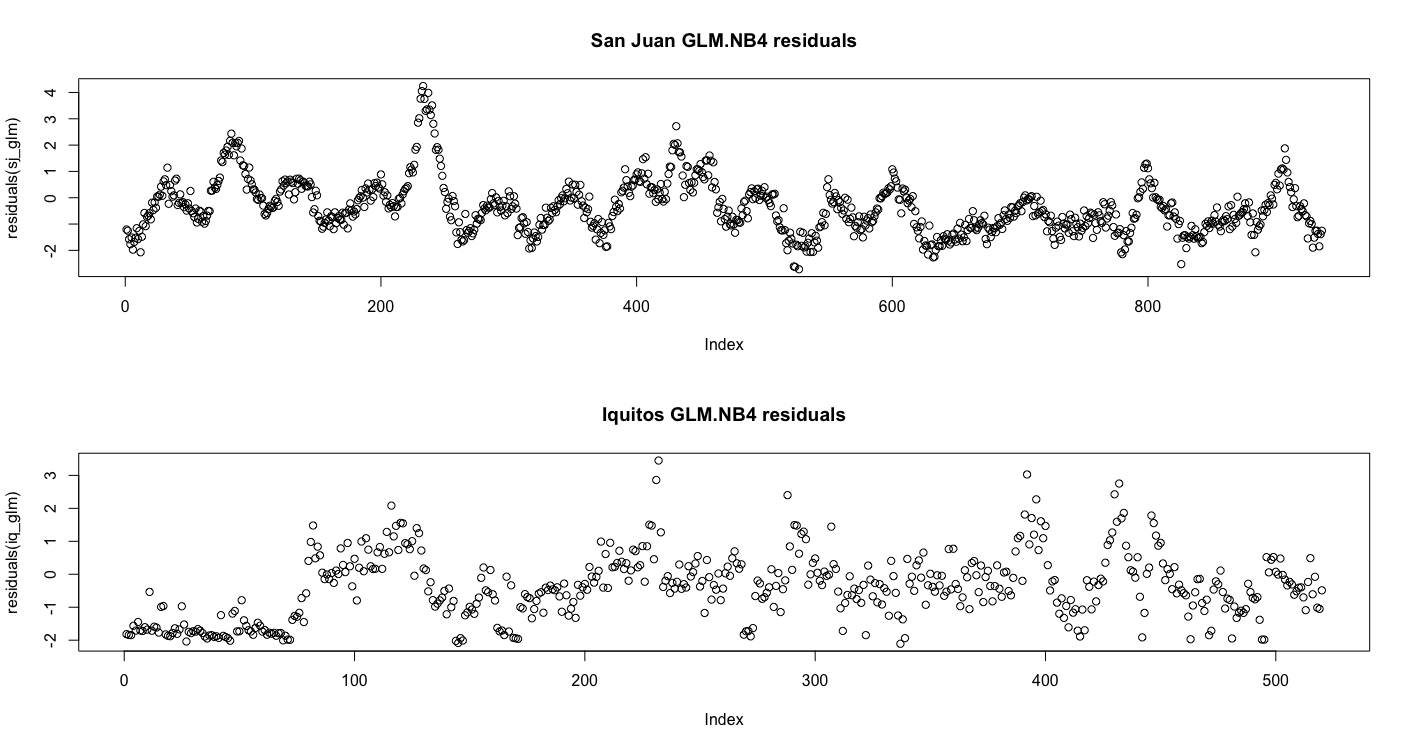 San Juan GLM.NB4 residuals
residuals(sj_glm)
4
3
2
1
0
-2
0 200 400 600 800
Index
Iquitos GLM.NB4 residuals
residuals(iq_glm)
3
2
1
0
-1
-2
0 100 200 300 400 500
Index